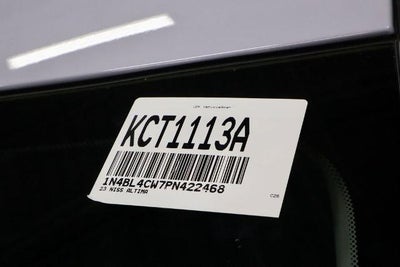 KCT1113A
1N4BL4CW7PN422468
23 NISS ALTIMA